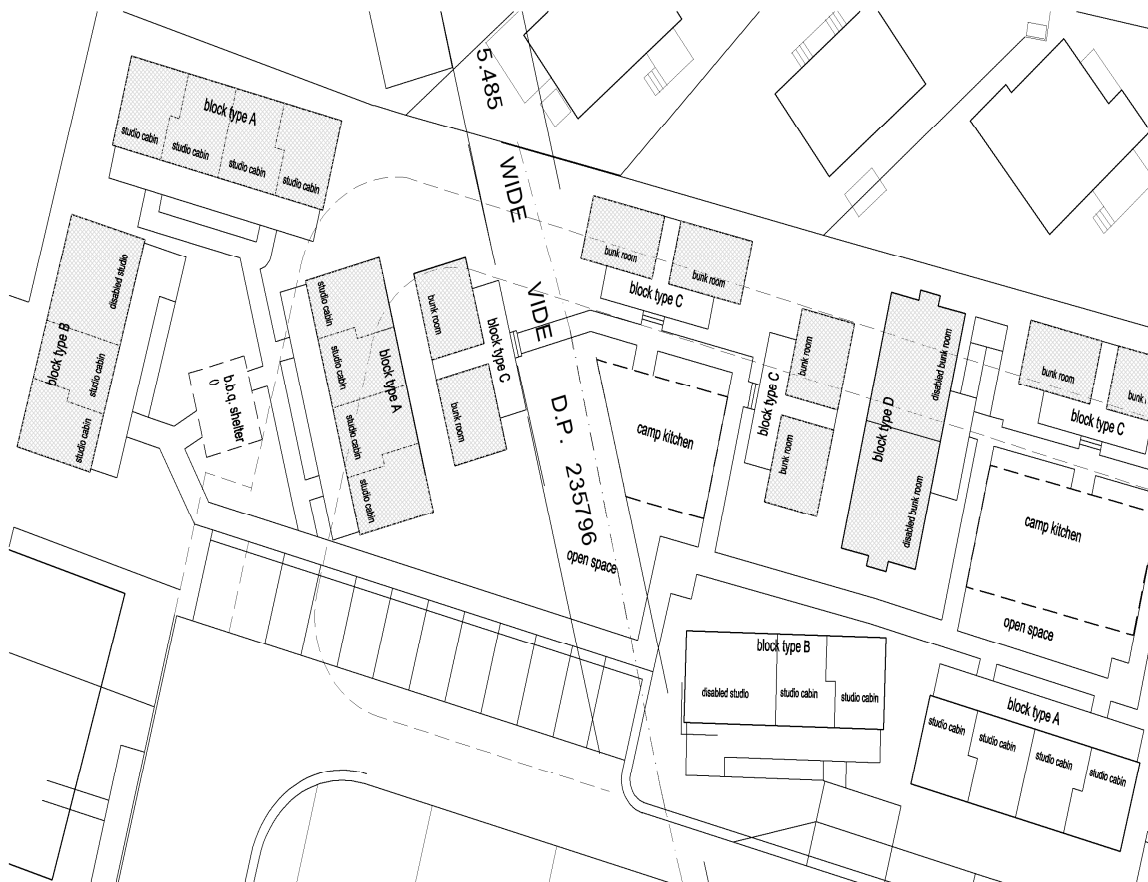 5.485 WIDE VIDE D.P. 235796
block type A
studio cabin
studio cabin
studio cabin
studio cabin
block type B
disabled studio
studio cabin
studio cabin
b.b.q. shelter
()
block type A
studio cabin
studio cabin
studio cabin
studio cabin
block type C
bunk room
bunk room
block type C
bunk room
bunk room
camp kitchen
open space
block type C
bunk room
bunk room
block type D
disabled bunk room
disabled bunk room
block type C
bunk room
bunk
camp kitchen
open space
block type B
disabled studio
studio cabin
studio cabin
block type A
studio cabin
studio cabin
studio cabin
studio cabin